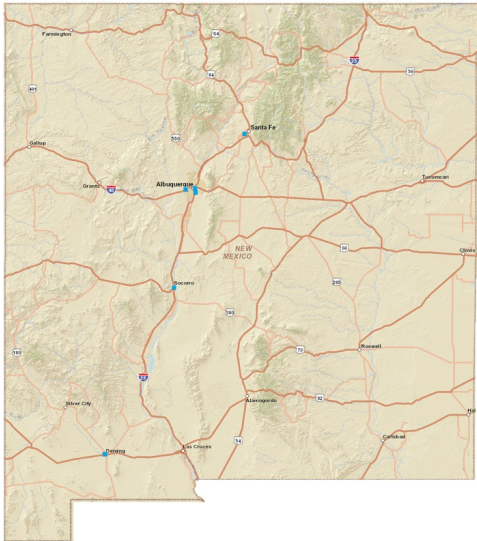 Farmington
64
84
25
56
491
550
Gallup
Santa Fe
Grants
40
Albuquerque
Tucumcari
NEW
MEXICO
60
Clovis
Socorro
285
380
180
70
Roswell
25
Silver City
Alamogordo
82
Carlsbad
Deming
Las Cruces
54